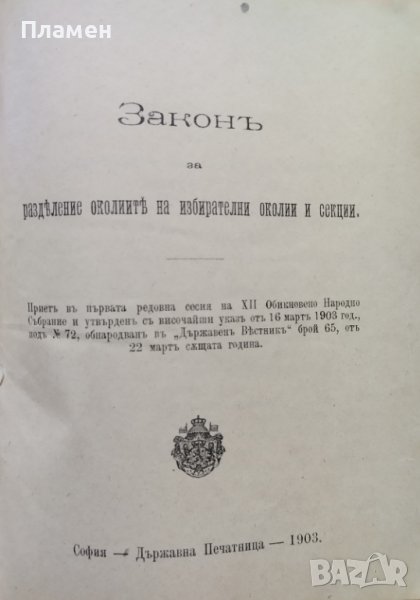 Пламен
Законъ
за
раздѣление околиитѣ на избирателни околии и секции.
Приетъ въ първата редовна сесия на XII Обикновено Народно
Събрание и утвърденъ съ височайши указъ отъ 16 мартъ 1903 год.,
подъ № 72, обнародванъ въ „Държавенъ Вѣстникъ“ брой 65, отъ
22 мартъ сѫщата година.
София — Държавна Печатница — 1903.
BAZAR